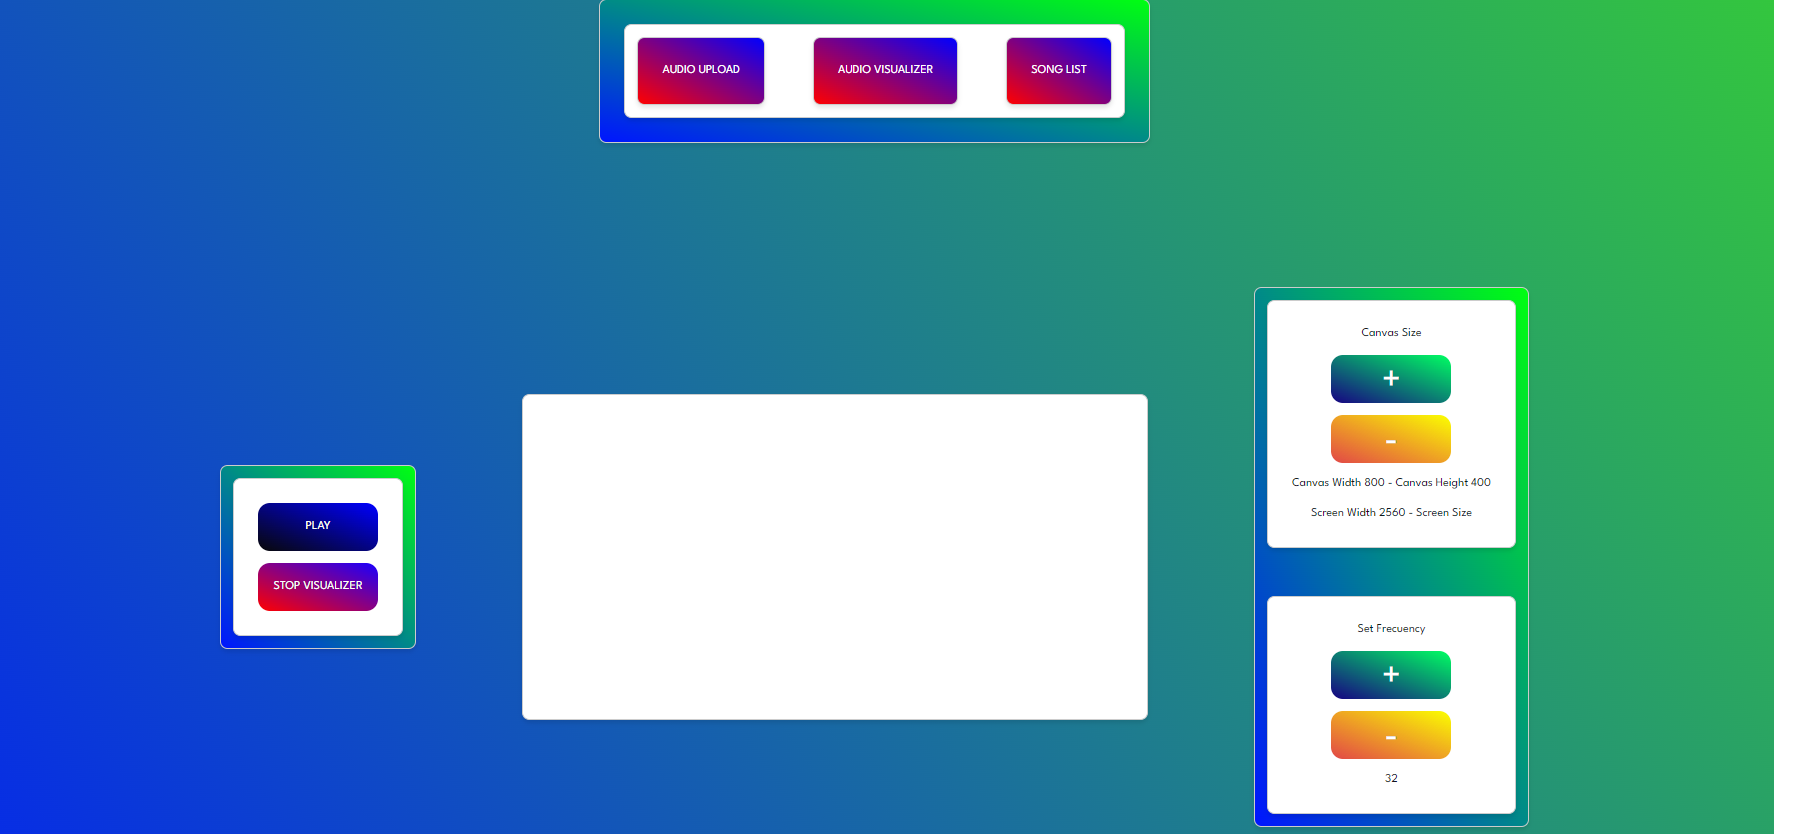 AUDIO UPLOAD
AUDIO VISUALIZER
SONG LIST
PLAY
STOP VISUALIZER
Canvas Size
+
-
Canvas Width 800 - Canvas Height 400
Screen Width 2560 - Screen Size
Set Frecuency
+
-
32